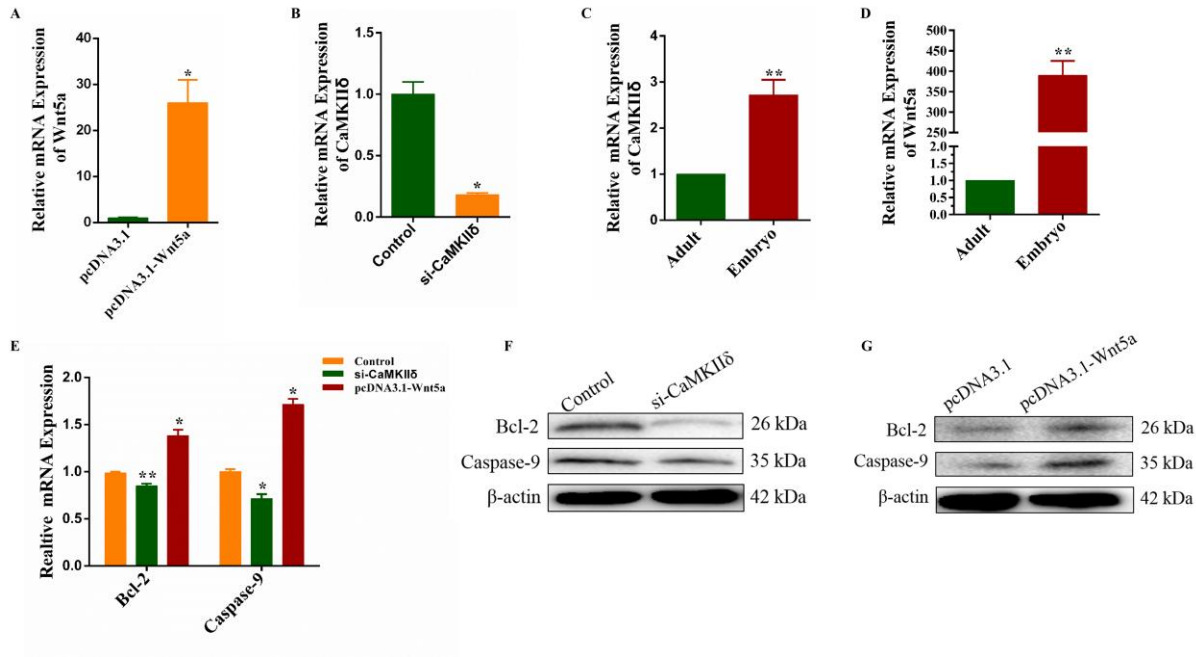 A
Relative mRNA Expression
of Wnt5a
40
30
20
10
0
*
pcDNA3.1
pcDNA3.1-Wnt5a
B
Relative mRNA Expression
of CaMKIIδ
1.5
1.0
0.5
0.0
*
Control
si-CaMKIIδ
C
Relative mRNA Expression
of CaMKIIδ
4
3
2
1
0
**
Adult
Embryo
D
Relative mRNA Expression
of Wnt5a
500
450
400
350
300
250
2.0
1.5
1.0
0.5
0.0
**
Adult
Embryo
E
Realtive mRNA Expression
2.0
1.5
1.0
0.5
0.0
Control
si-CaMKIIδ
pcDNA3.1-Wnt5a
** * * *
Bcl-2
Caspase-9
F
Control si-CaMKIIδ
Bcl-2 26 kDa
Caspase-9 35 kDa
β-actin 42 kDa
G
pcDNA3.1 pcDNA3.1-Wnt5a
Bcl-2 26 kDa
Caspase-9 35 kDa
β-actin 42 kDa